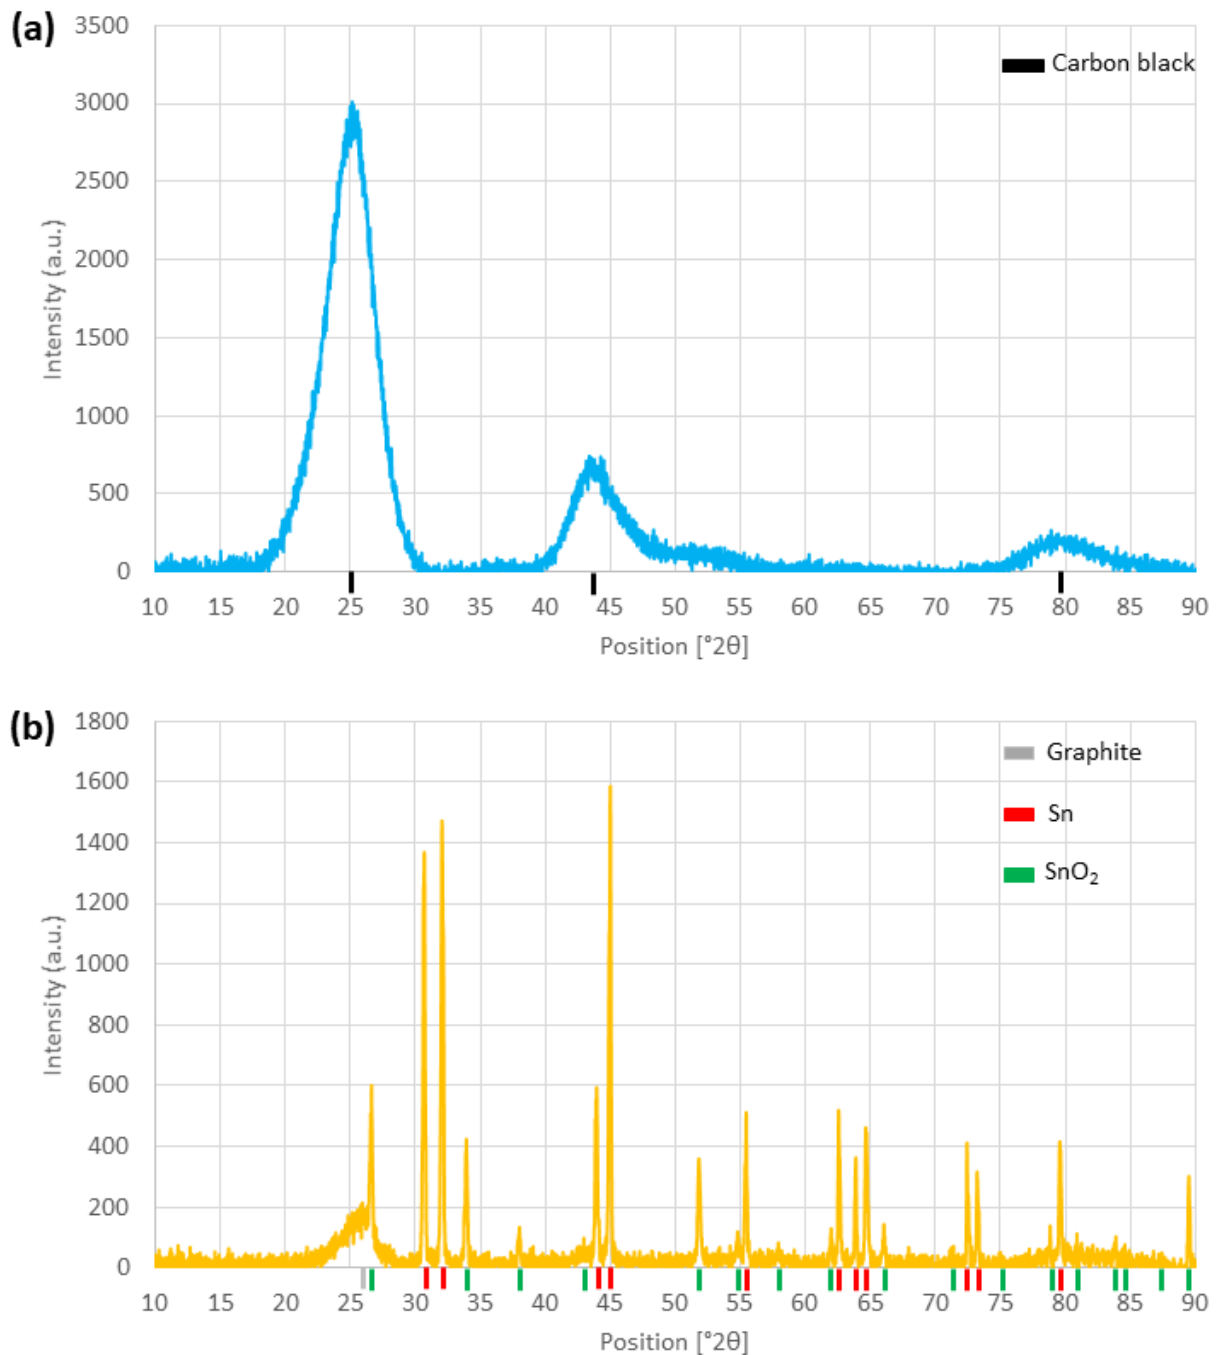 (a)
3500
3000
2500
2000
1500
1000
500
0
Intensity (a.u.)
Carbon black
10 15 20 25 30 35 40 45 50 55 60 65 70 75 80 85 90
Position [°2θ]
(b)
1800
1600
1400
1200
1000
800
600
400
200
0
Intensity (a.u.)
Graphite
Sn
SnO₂
10 15 20 25 30 35 40 45 50 55 60 65 70 75 80 85 90
Position [°2θ]